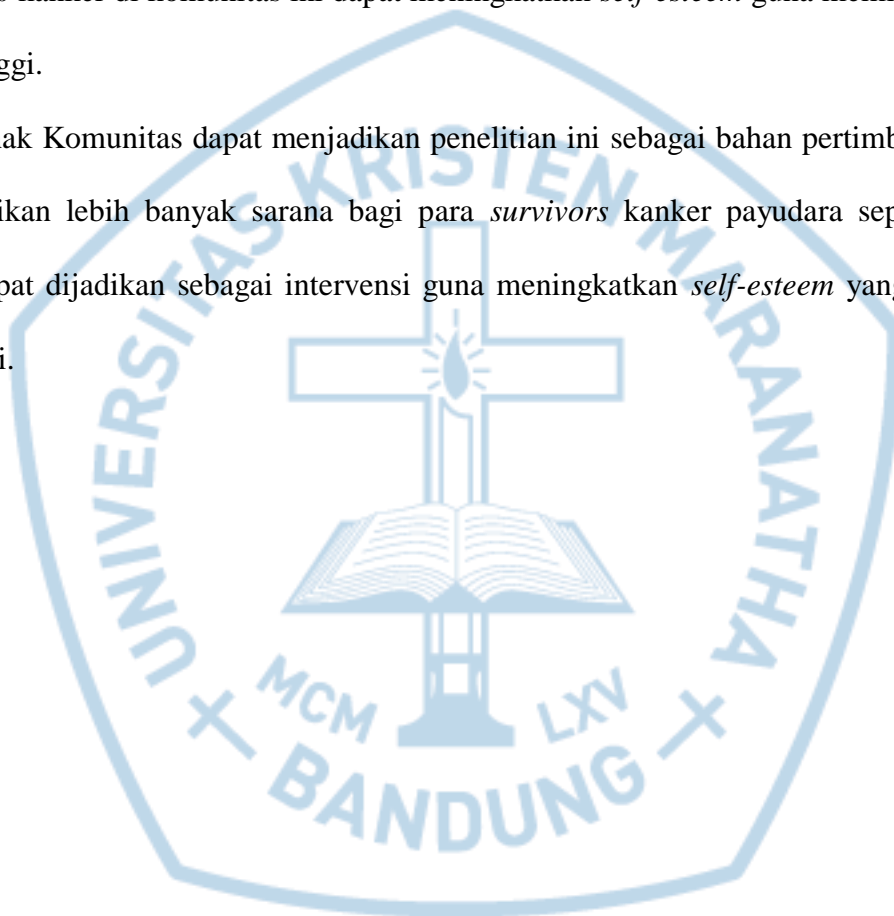 kanker di komunitas ini dapat meningkatkan self-esteem guna
nggi.
ak Komunitas dapat menjadikan penelitian ini sebagai bahan pertimb
ikan lebih banyak sarana bagi para survivors kanker payudara sep
pat dijadikan sebagai intervensi guna meningkatkan self-esteem yang
i.
UNIVERSITAS KRISTEN MARANATHA
MCM LXV
BANDUNG